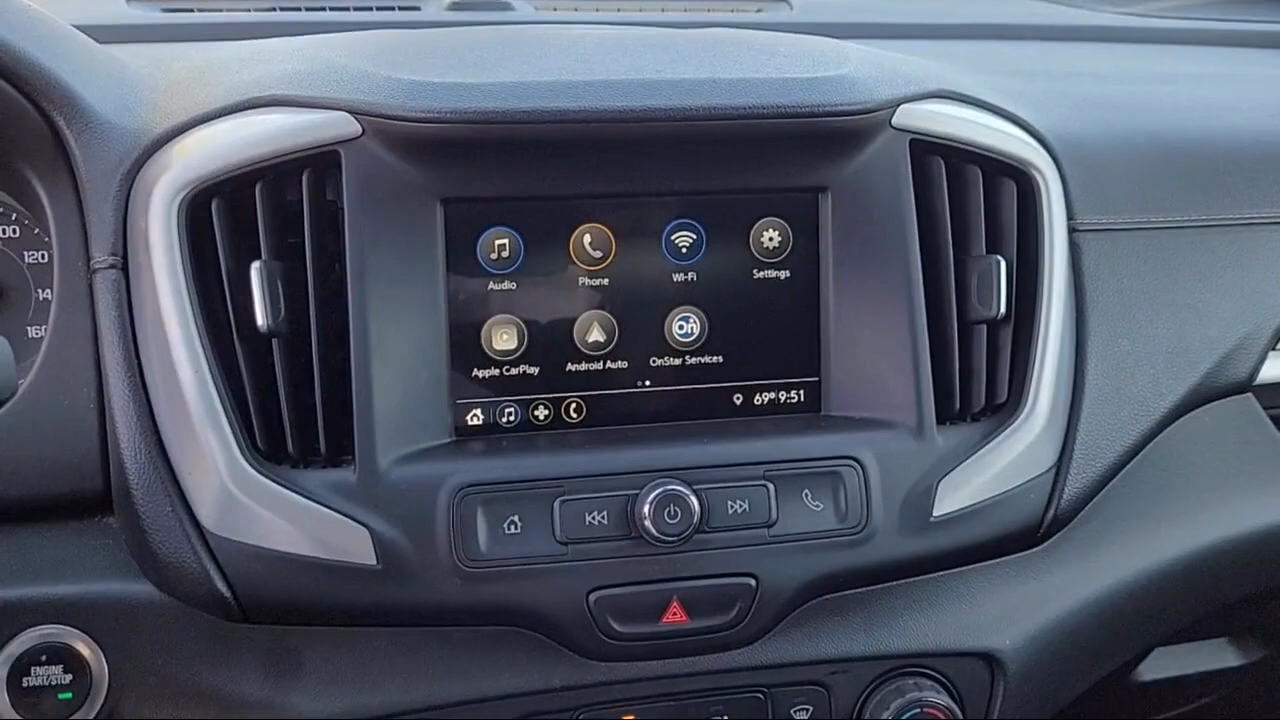 00
120
14
160
Audio
Phone
Wi-Fi
Settings
Apple CarPlay
Android Auto
On
OnStar Services
69° 9:51
ENGINE
START/STOP